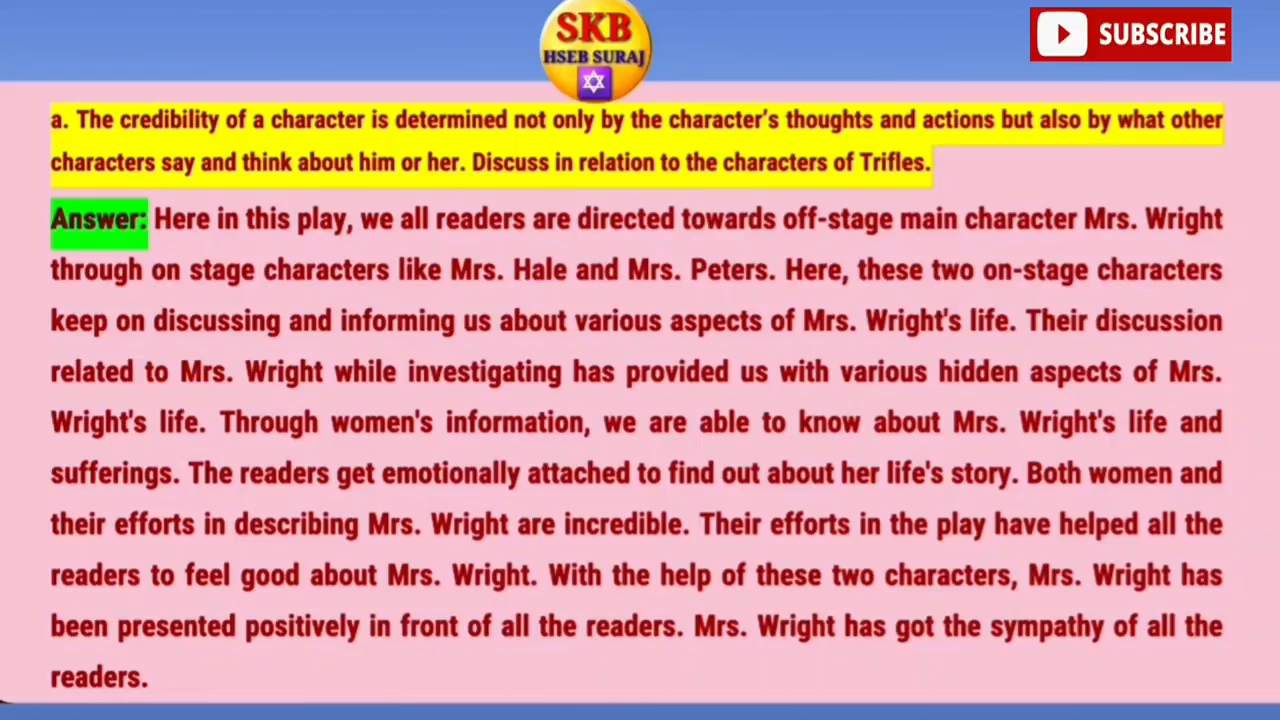 SKB
HSEB SURAJ
SUBSCRIBE
a. The credibility of a character is determined not only by the character's thoughts and actions but also by what other
characters say and think about him or her. Discuss in relation to the characters of Trifles.
Answer: Here in this play, we all readers are directed towards off-stage main character Mrs. Wright
through on stage characters like Mrs. Hale and Mrs. Peters. Here, these two on-stage characters
keep on discussing and informing us about various aspects of Mrs. Wright's life. Their discussion
related to Mrs. Wright while investigating has provided us with various hidden aspects of Mrs.
Wright's life. Through women's information, we are able to know about Mrs. Wright's life and
sufferings. The readers get emotionally attached to find out about her life's story. Both women and
their efforts in describing Mrs. Wright are incredible. Their efforts in the play have helped all the
readers to feel good about Mrs. Wright. With the help of these two characters, Mrs. Wright has
been presented positively in front of all the readers. Mrs. Wright has got the sympathy of all the
readers.